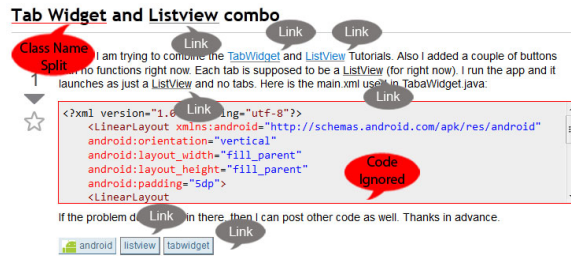 Tab Widget and Listview combo
Link
Link
Link
Class Name
Split
I am trying to combine the TabWidget and ListView Tutorials. Also I added a couple of buttons
no functions right now. Each tab is supposed to be a ListView (for right now). I run the app and it
1
launches as just a ListView and no tabs. Here is the main.xml used in TabaWidget.java:
Link
Link
<?xml version="1.0" encoding="utf-8"?>
<LinearLayout xmlns:android="http://schemas.android.com/apk/res/android"
android:orientation="vertical"
android:layout_width="fill_parent"
android:layout_height="fill_parent"
android:padding="5dp">
<LinearLayout
Code
Ignored
If the problem in there, then I can post other code as well. Thanks in advance.
Link
Link
android listview tabwidget